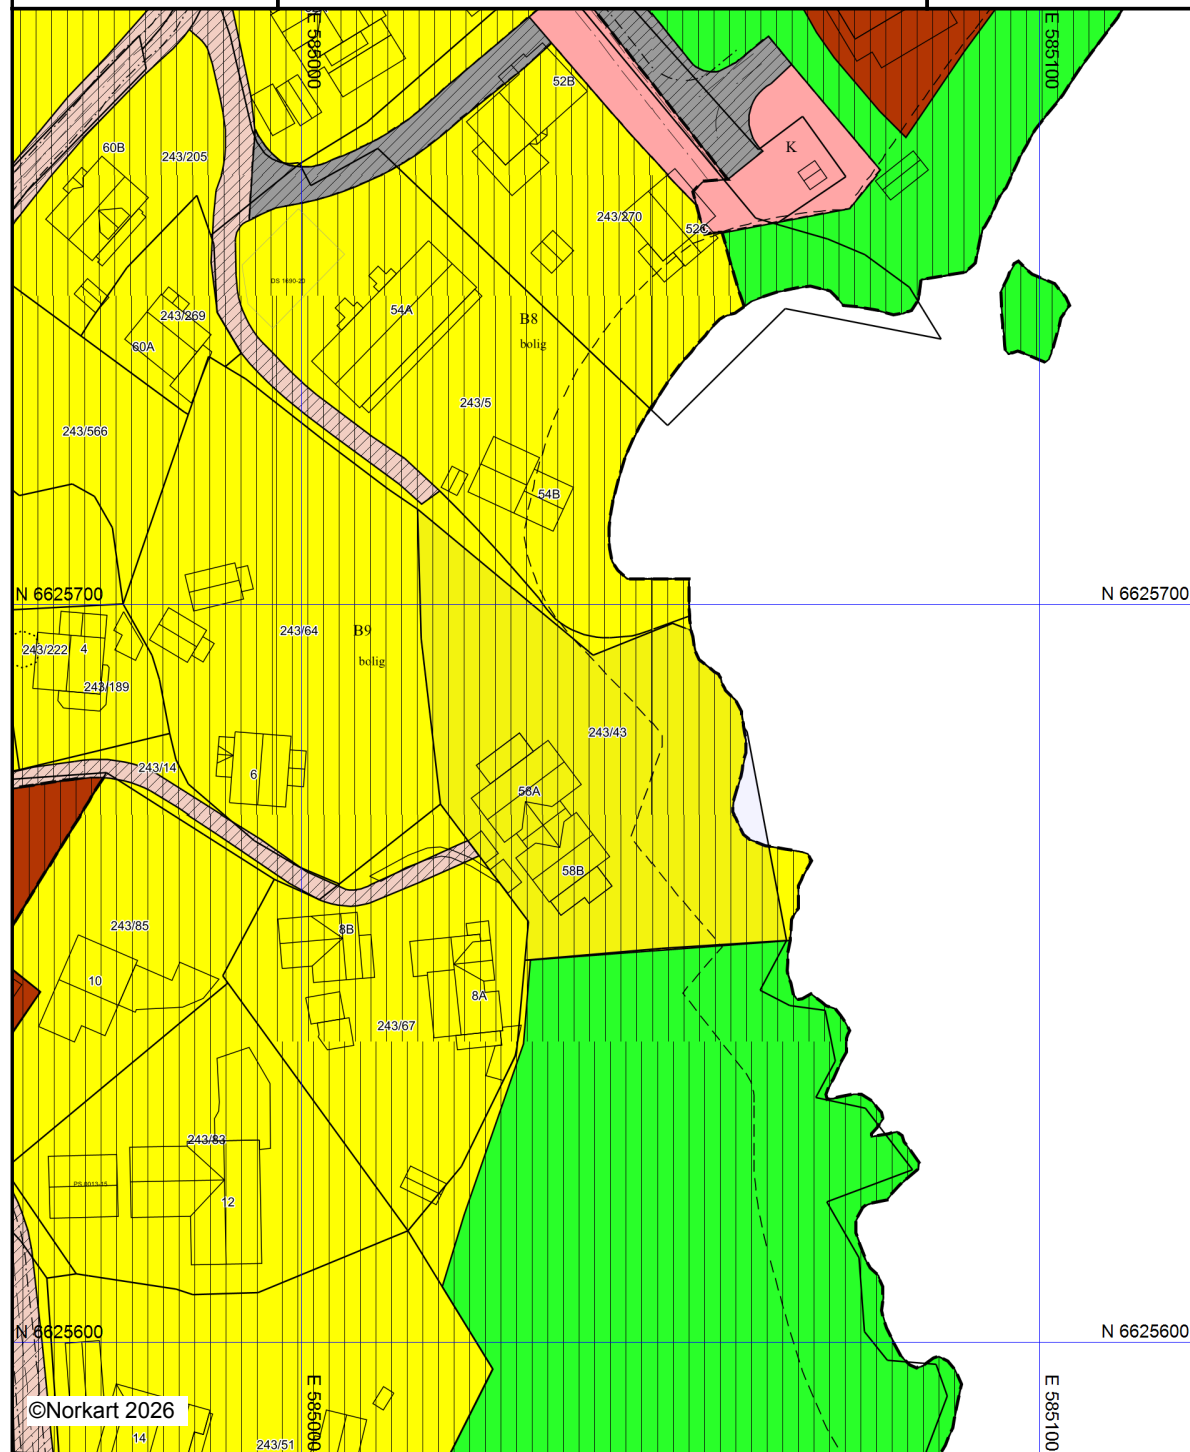 E 585000
E 585100
52B
60B
243/205
K
243/270
52C
DS 1690-20
54A
243/269
B8
60A
bolig
243/5
243/566
54B
N 6625700
N 6625700
243/64
B9
243/222
4
bolig
243/189
243/43
243/14
6
58A
58B
243/85
8B
10
8A
243/67
243/83
PS 8013-15
12
N 6625600
N 6625600
E 585000
E 585100
©Norkart 2026
14
243/51